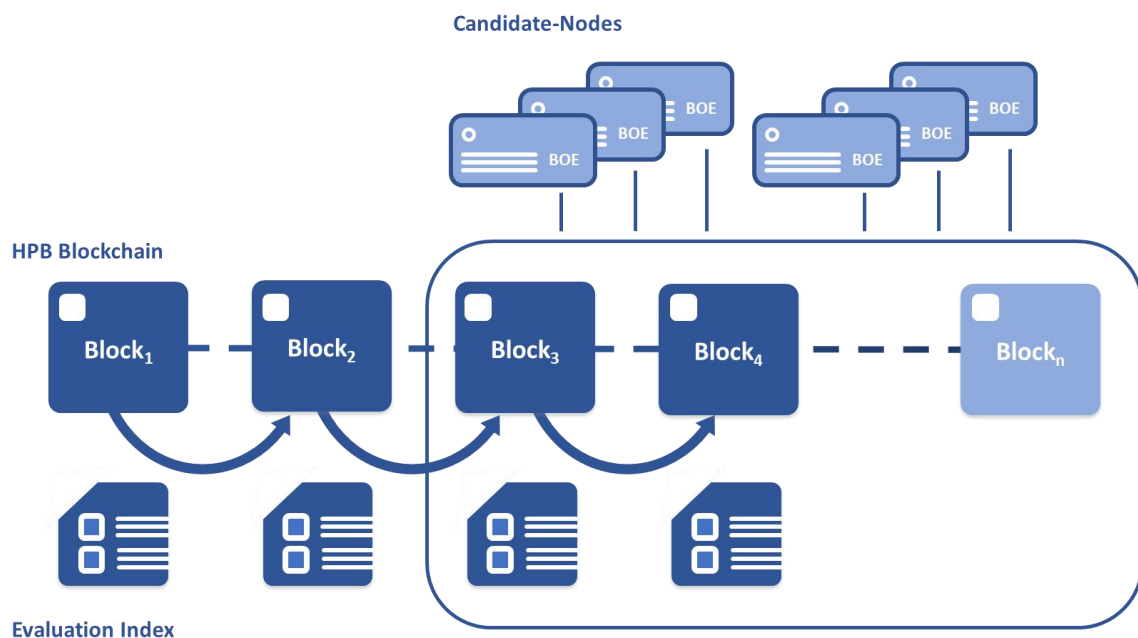 Candidate-Nodes
BOE
BOE
BOE
BOE
BOE
BOE
HPB Blockchain
Block₁
Block₂
Block₃
Block₄
Blockₙ
Evaluation Index